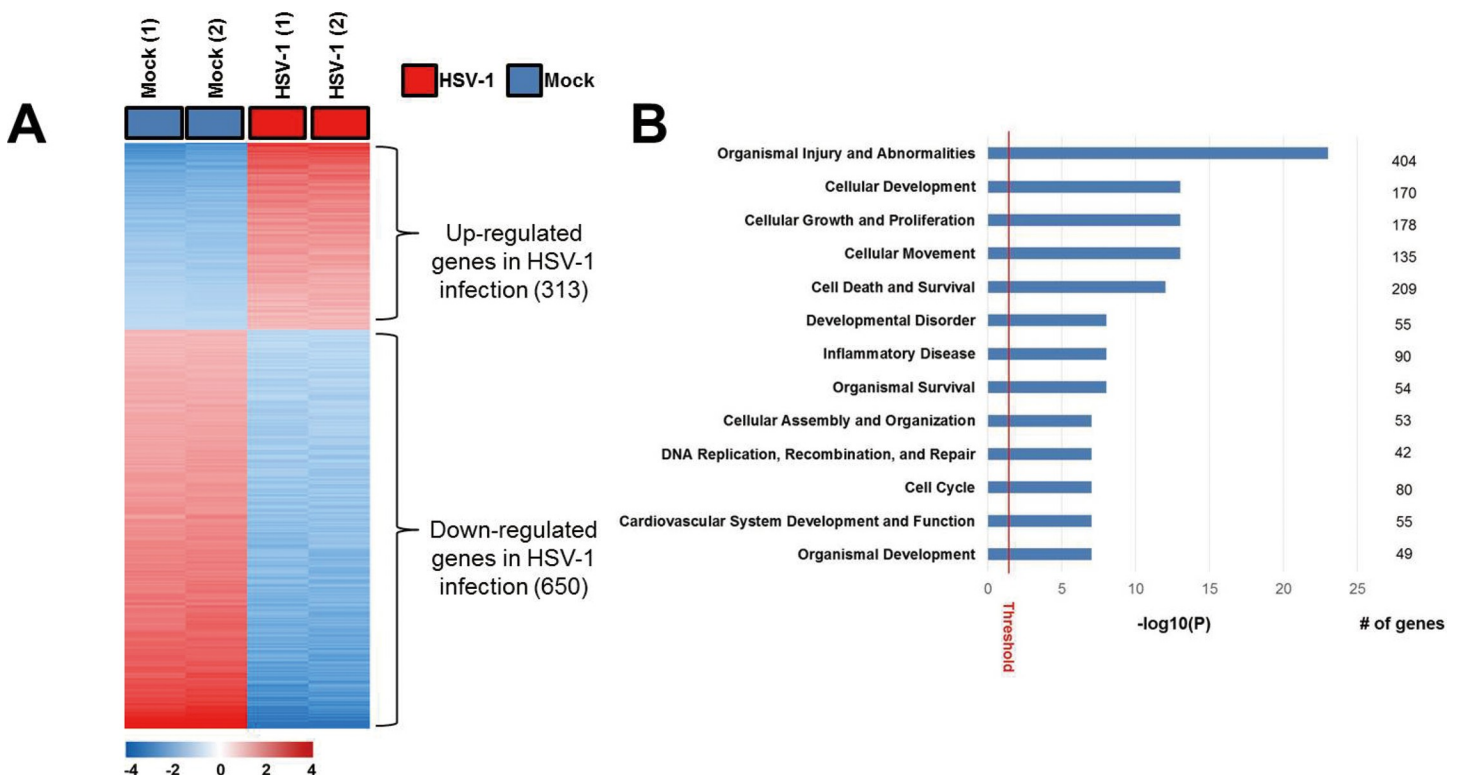 A
Mock (1)
Mock (2)
HSV-1 (1)
HSV-1 (2)
HSV-1
Mock
Up-regulated
genes in HSV-1
infection (313)
Down-regulated
genes in HSV-1
infection (650)
-4 -2 0 2 4
B
Organismal Injury and Abnormalities 404
Cellular Development 170
Cellular Growth and Proliferation 178
Cellular Movement 135
Cell Death and Survival 209
Developmental Disorder 55
Inflammatory Disease 90
Organismal Survival 54
Cellular Assembly and Organization 53
DNA Replication, Recombination, and Repair 42
Cell Cycle 80
Cardiovascular System Development and Function 55
Organismal Development 49
0 5 10 15 20 25
Threshold
-log10(P)
# of genes